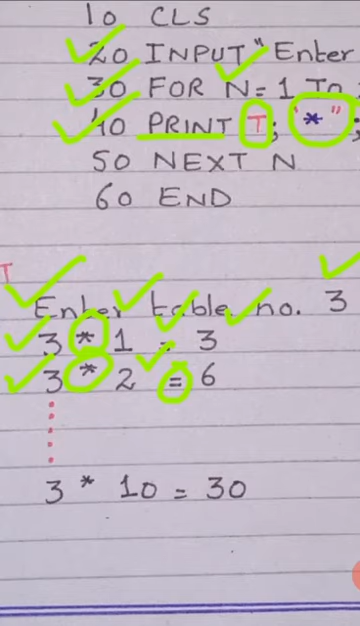 10 CLS
20 INPUT "Enter
30 FOR N=1 To
40 PRINT T; "*";
50 NEXT N
60 END
T
Enter table no. 3
3 * 1 = 3
3 * 2 = 6
3 * 10 = 30